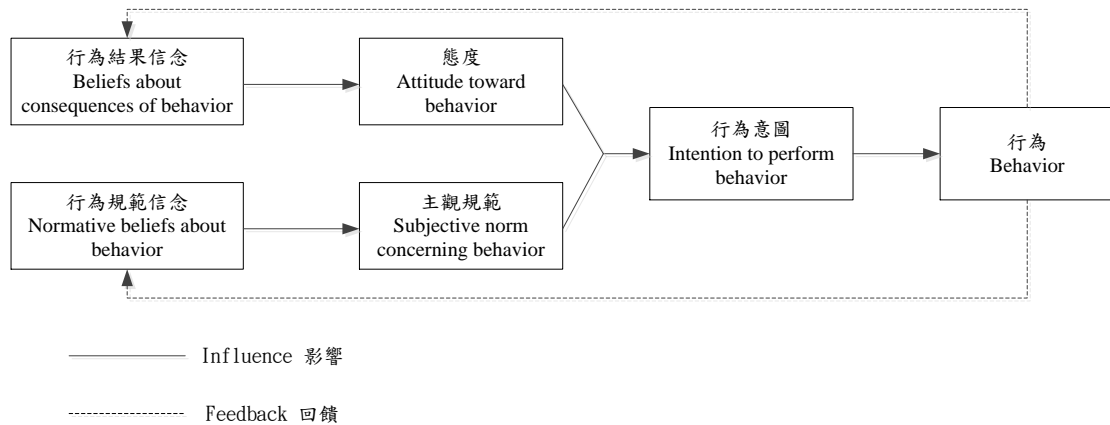 行為結果信念
Beliefs about
consequences of behavior
態度
Attitude toward
behavior
行為意圖
Intention to perform
behavior
行為
Behavior
行為規範信念
Normative beliefs about
behavior
主觀規範
Subjective norm
concerning behavior
Influence 影響
Feedback 回饋